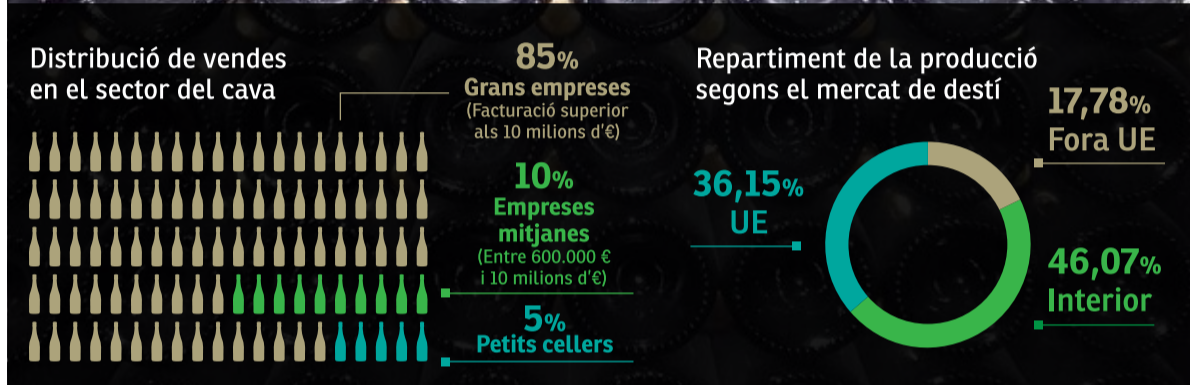 Distribució de vendes
en el sector del cava
85%
Grans empreses
(Facturació superior
als 10 milions d'€)
10%
Empreses
mitjanes
(Entre 600.000 €
i 10 milions d'€)
5%
Petits cellers
Repartiment de la producció
segons el mercat de destí
17,78%
Fora UE
36,15%
UE
46,07%
Interior